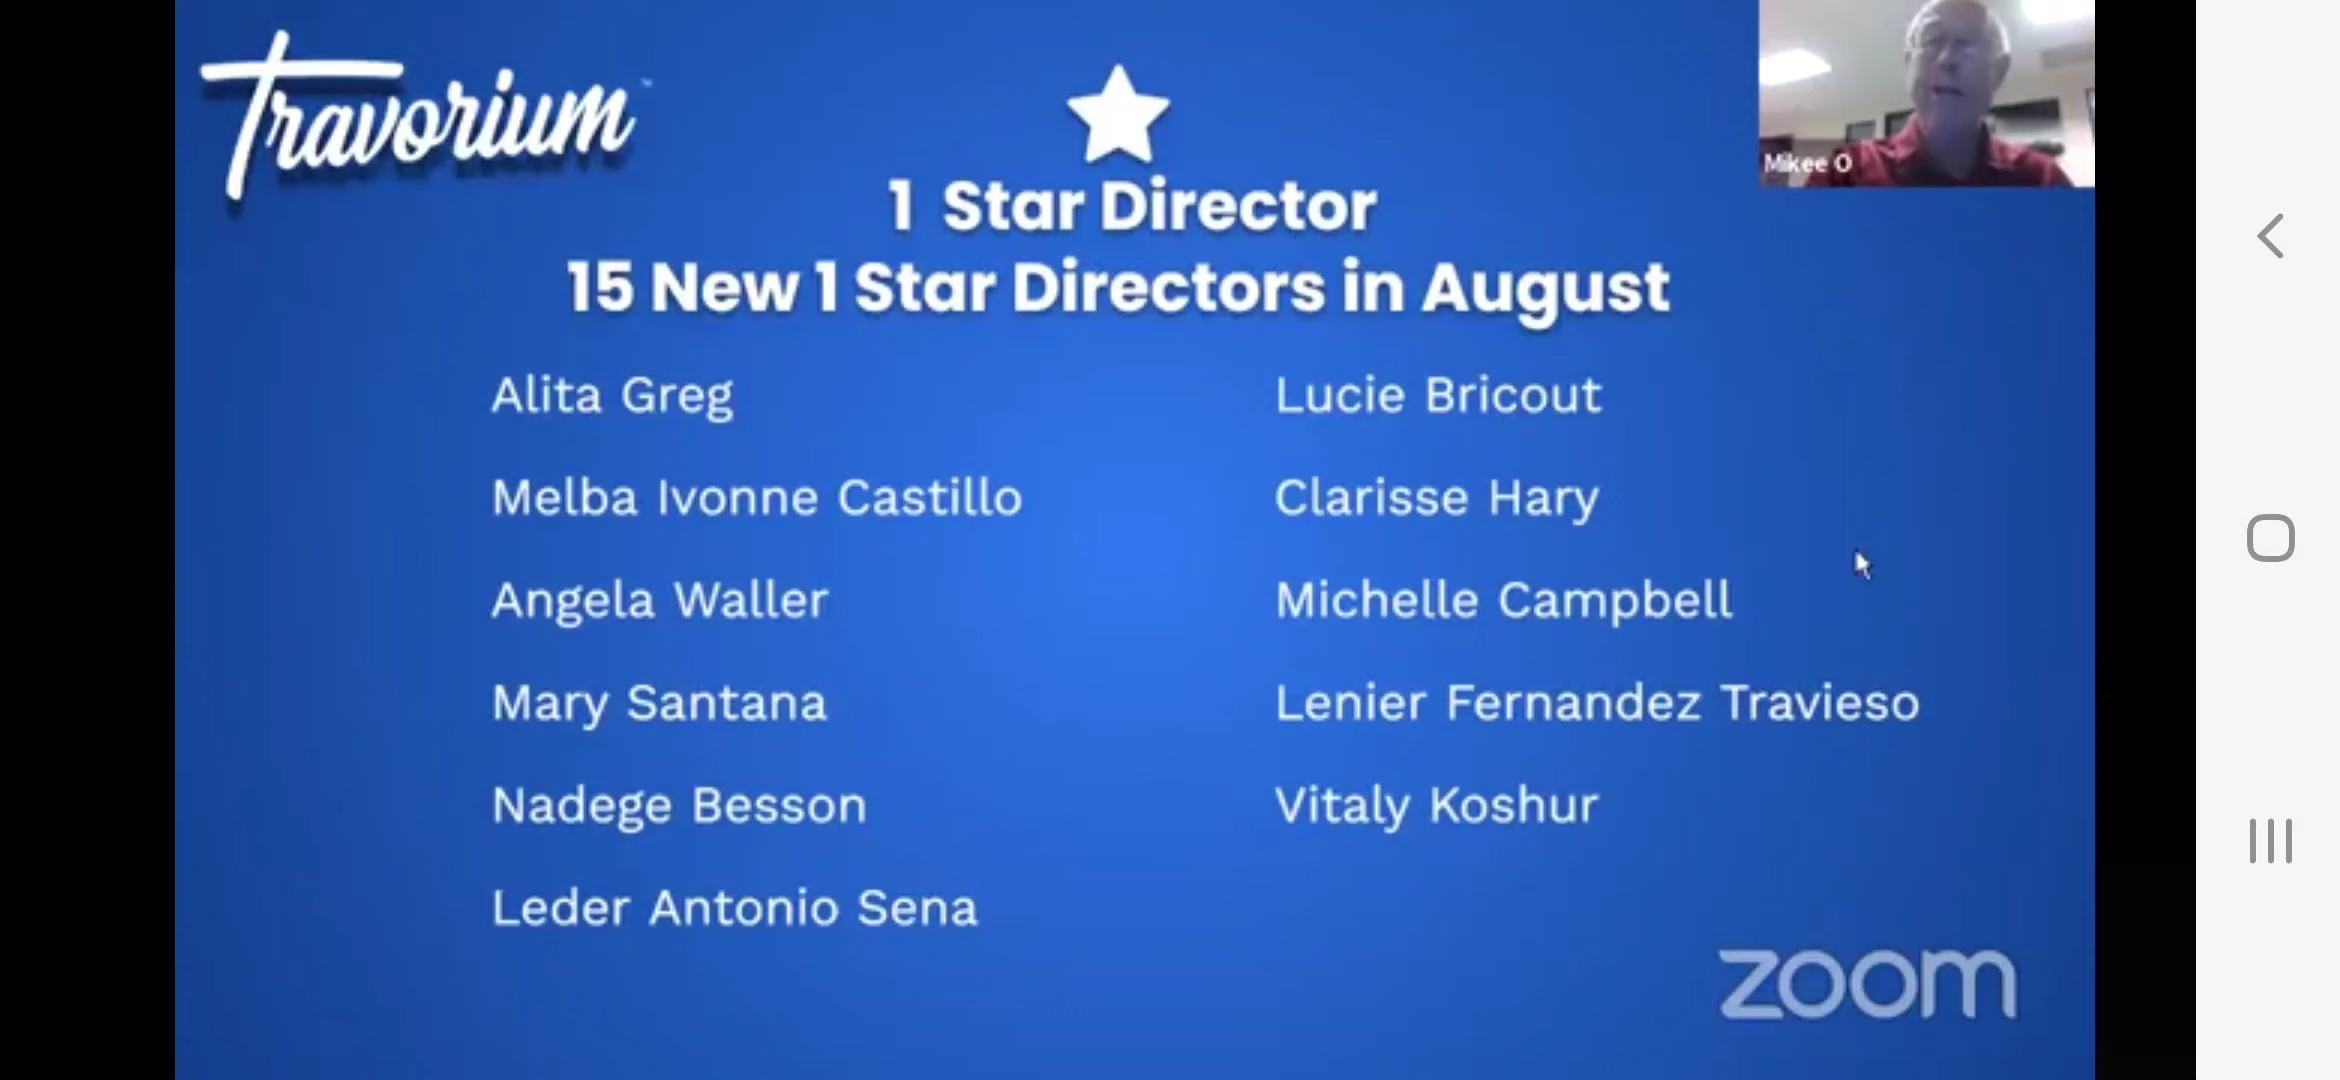 Travorium™
Mikee O
1 Star Director
15 New 1 Star Directors in August
Alita Greg
Melba Ivonne Castillo
Angela Waller
Mary Santana
Nadege Besson
Leder Antonio Sena
Lucie Bricout
Clarisse Hary
Michelle Campbell
Lenier Fernandez Travieso
Vitaly Koshur
zoom